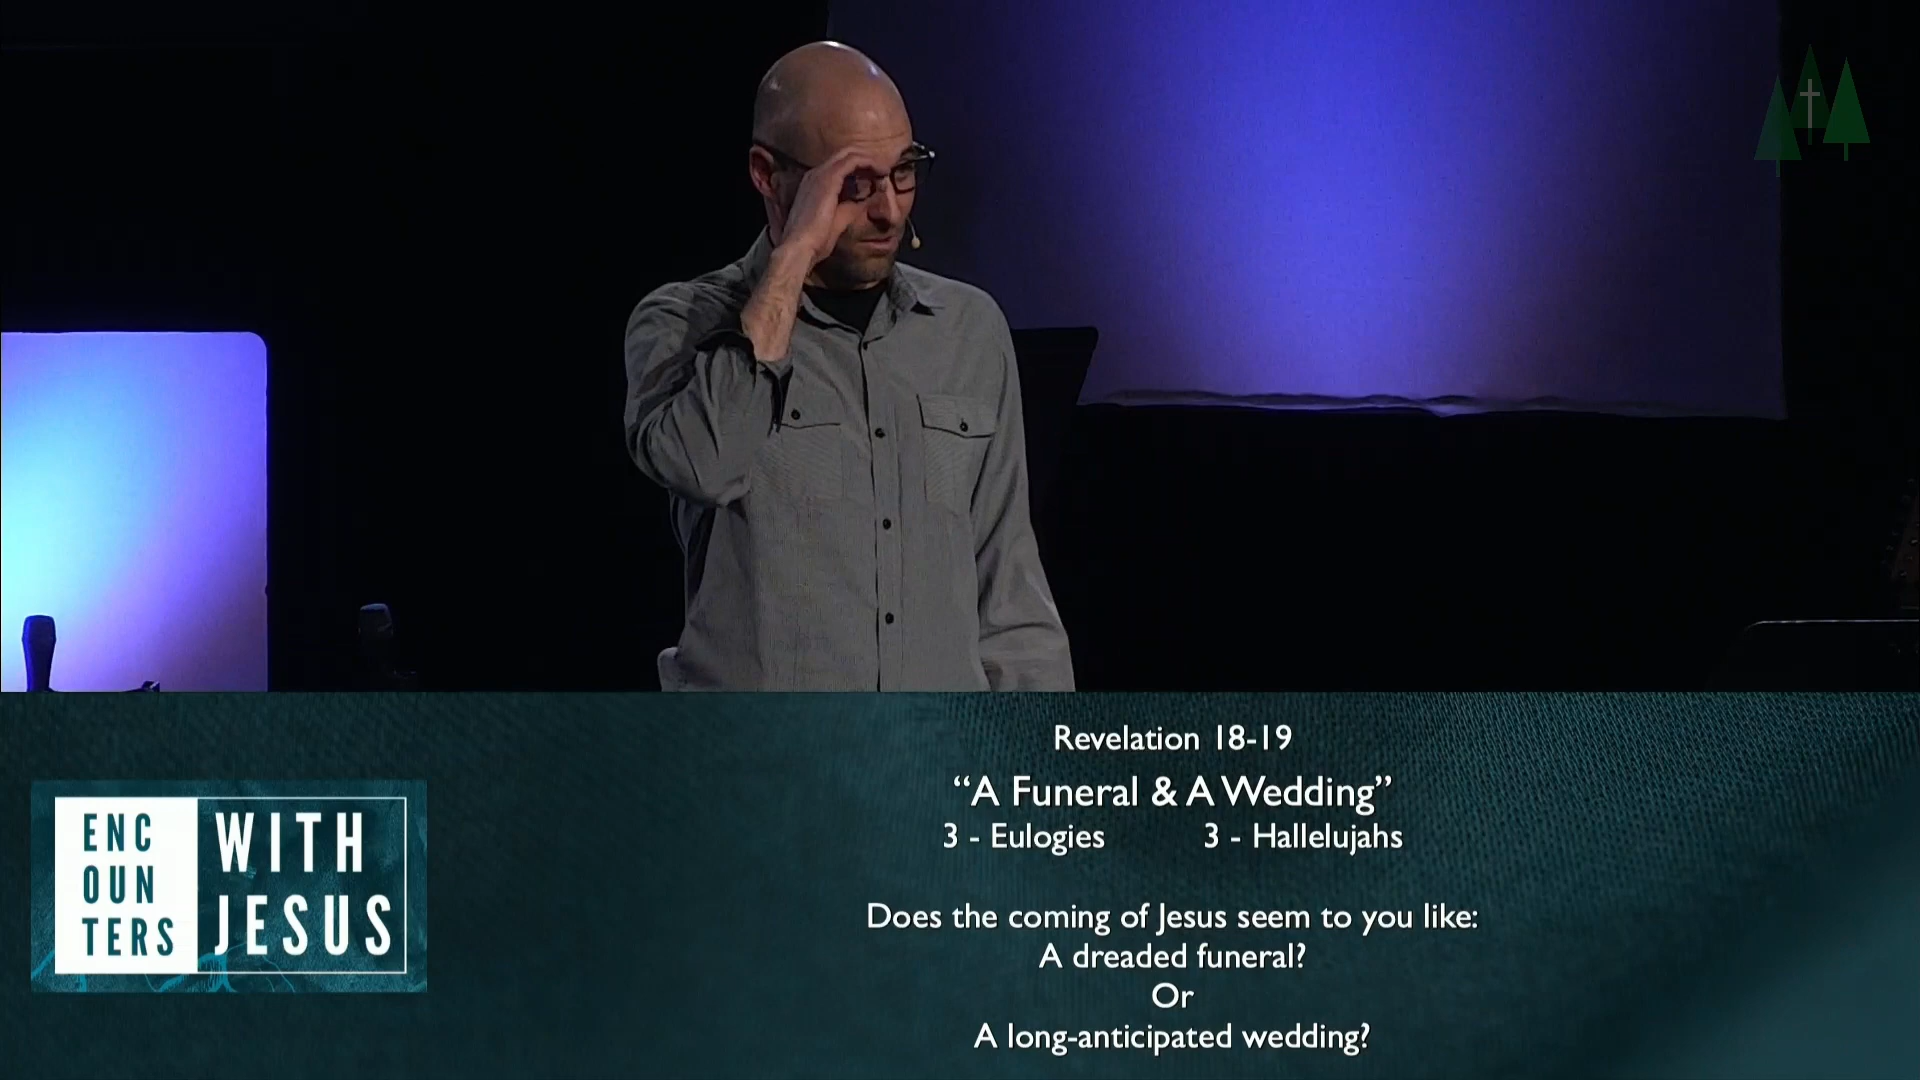 Revelation 18-19
“A Funeral & A Wedding”
3 - Eulogies 3 - Hallelujahs
Does the coming of Jesus seem to you like:
A dreaded funeral?
Or
A long-anticipated wedding?
ENC
OUN
TERS
WITH
JESUS